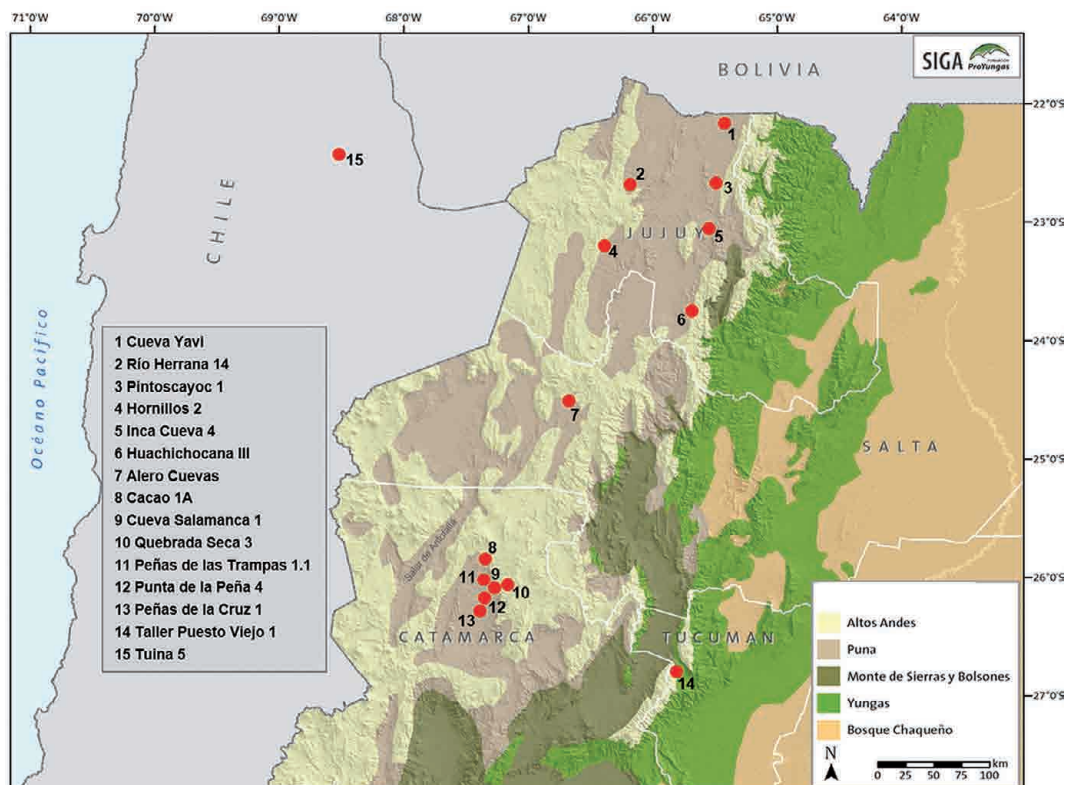 71°W 70°0'W 69°0'W 68°0'W 67°0'W 66°0'W 65°0'W 64°0'W
SIGA FUNDACIÓN ProYungas
BOLIVIA
22°0'S
1
15
2
3
CHILE
23°0'S
JUJUY
5
4
6
24°0'S
1 Cueva Yavi
2 Río Herrana 14
3 Pintoscayoc 1
4 Hornillos 2
5 Inca Cueva 4
6 Huachichocana III
7 Alero Cuevas
8 Cacao 1A
9 Cueva Salamanca 1
10 Quebrada Seca 3
11 Peñas de las Trampas 1.1
12 Punta de la Peña 4
13 Peñas de la Cruz 1
14 Taller Puesto Viejo 1
15 Tuina 5
Océano Pacífico
7
SALTA
25°0'S
Salar de Antofalla
8
11 9
10
26°0'S
12
13
CATAMARCA
TUCUMAN
14
27°0'S
Altos Andes
Puna
Monte de Sierras y Bolsones
Yungas
Bosque Chaqueño
N
km
0 25 50 75 100